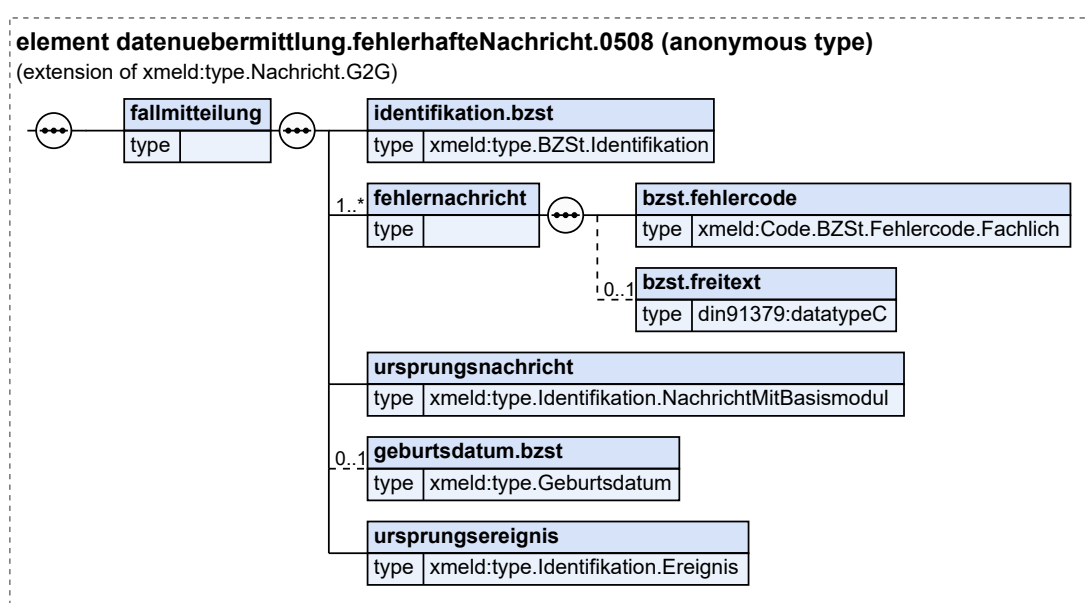 element datenuebermittlung.fehlerhafteNachricht.0508 (anonymous type)
(extension of xmeld:type.Nachricht.G2G)
fallmitteilung
type
identifikation.bzst
type xmeld:type.BZSt.Identifikation
1..*
fehlernachricht
type
bzst.fehlercode
type xmeld:Code.BZSt.Fehlercode.Fachlich
0..1
bzst.freitext
type din91379:datatypeC
ursprungsnachricht
type xmeld:type.Identifikation.NachrichtMitBasismodul
0..1
geburtsdatum.bzst
type xmeld:type.Geburtsdatum
ursprungsereignis
type xmeld:type.Identifikation.Ereignis